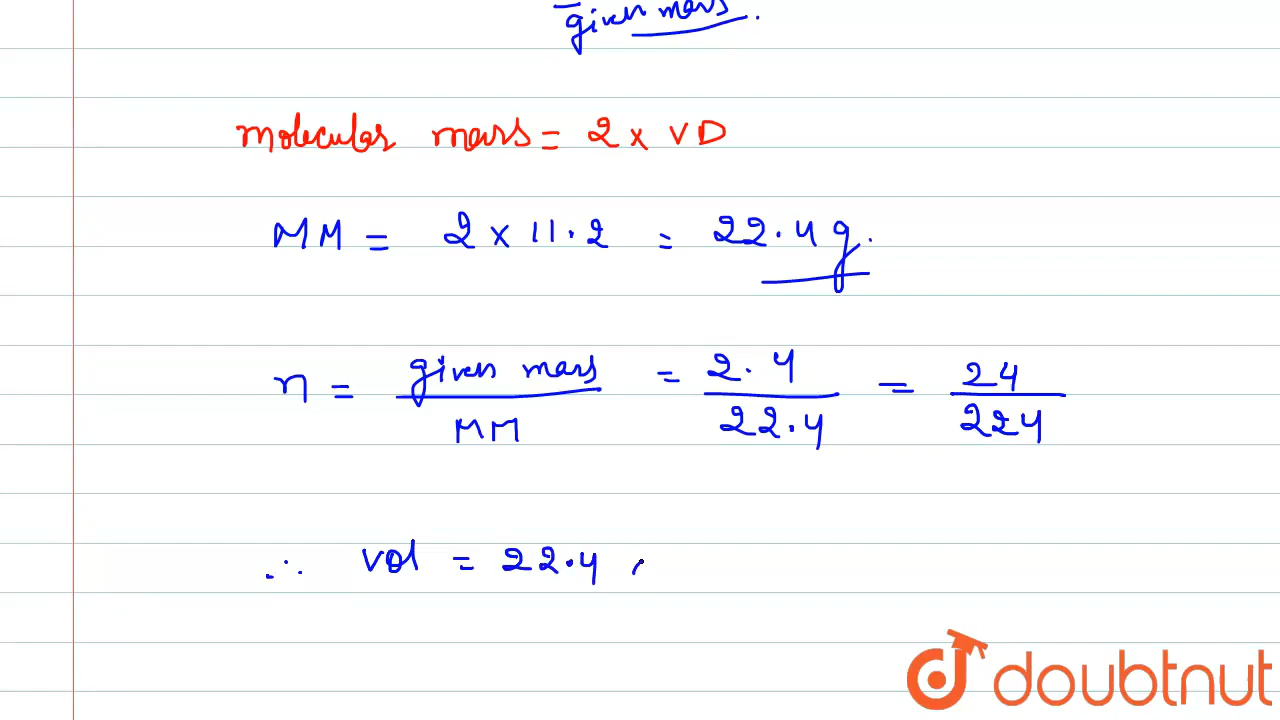 given mass.
molecular mass = 2 x VD
MM = 2 x 11.2 = 22.4 g.
n = given mass / MM = 2.4 / 22.4 = 24 / 224
∴ vol = 22.4 (
doubtnut